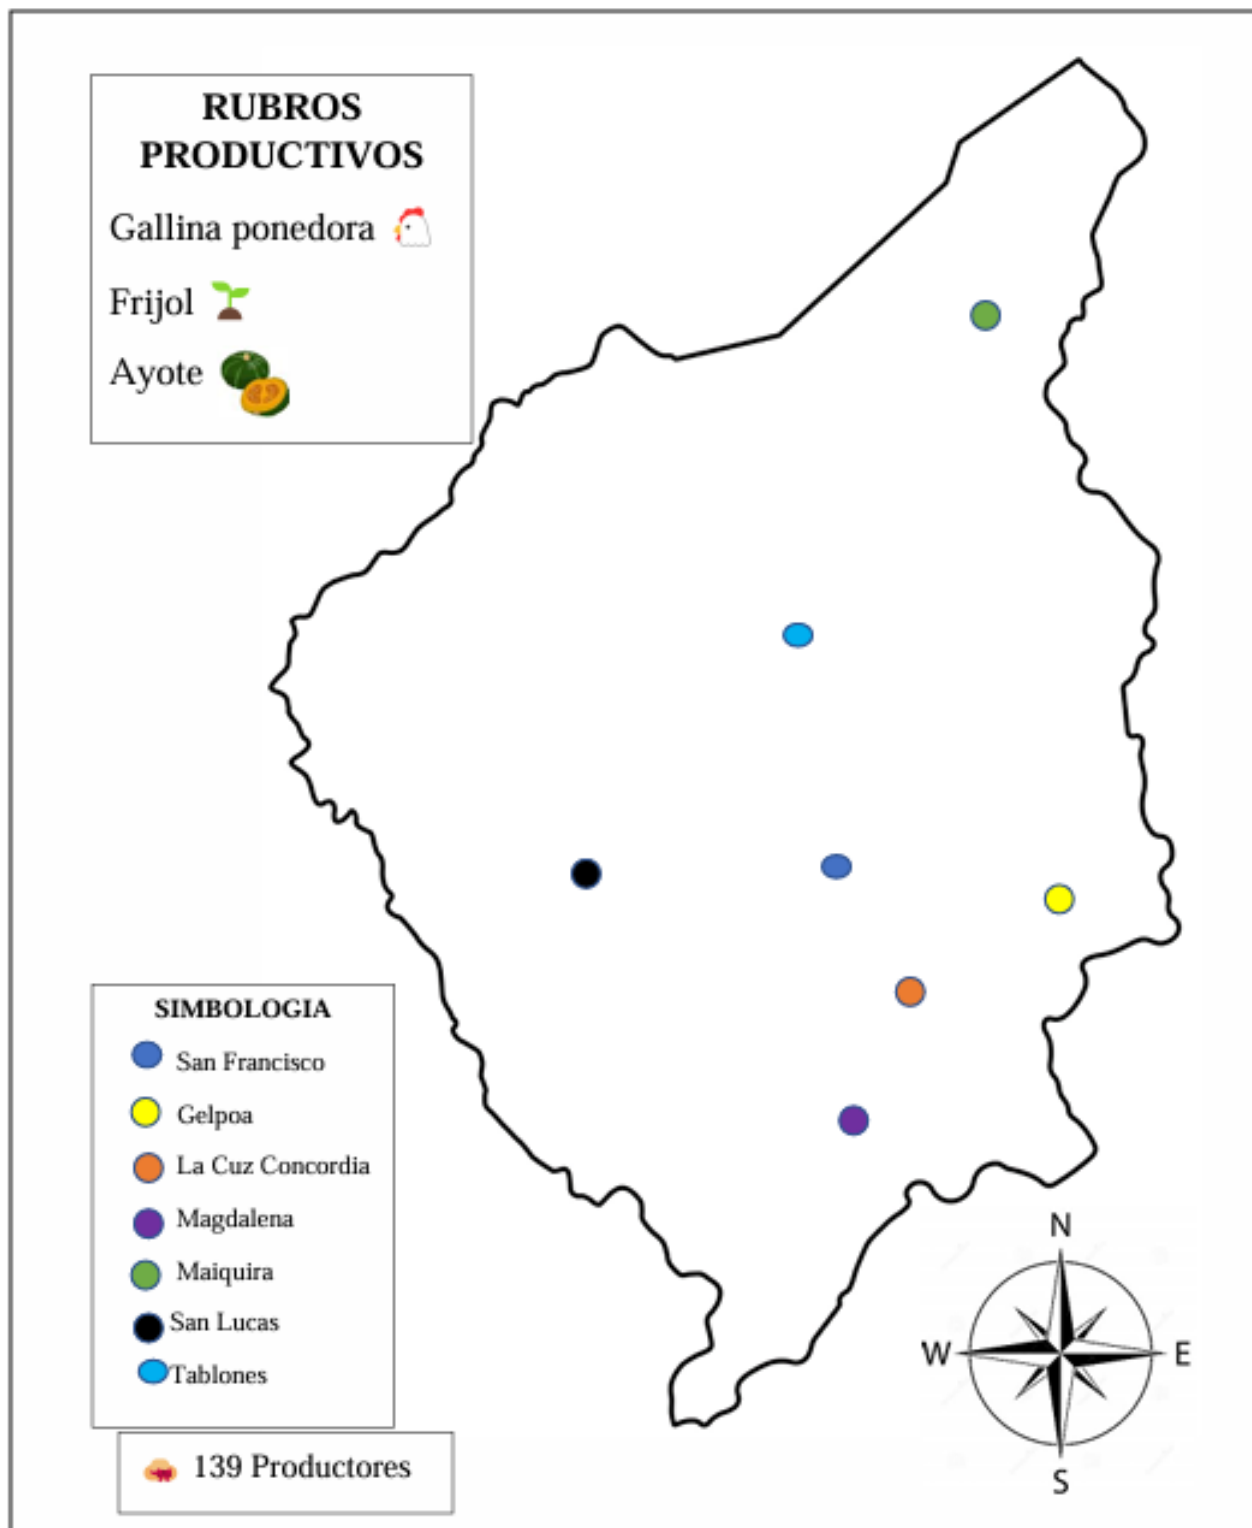 RUBROS
PRODUCTIVOS
Gallina ponedora
Frijol
Ayote
SIMBOLOGIA
San Francisco
Gelpoa
La Cuz Concordia
Magdalena
Maiquira
San Lucas
Tablones
139 Productores
N
W
E
S